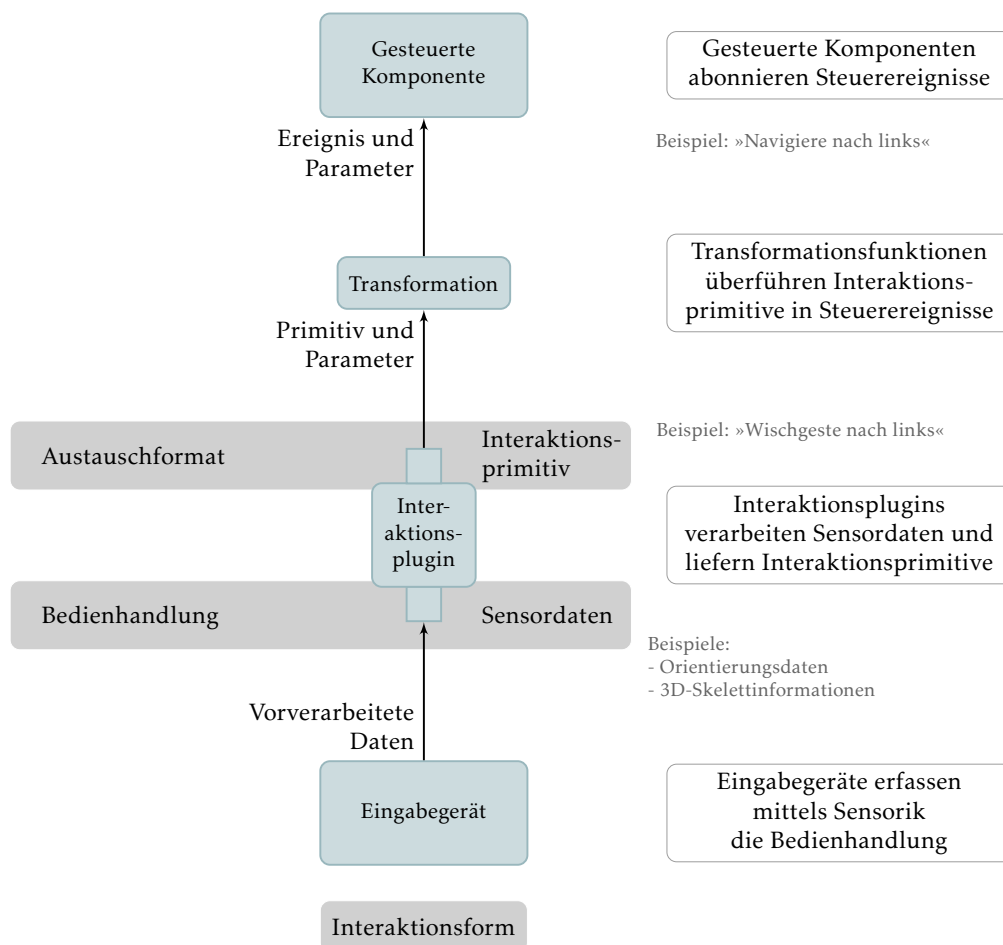 Gesteuerte
Komponente
Gesteuerte Komponenten
abonnieren Steuerereignisse
Ereignis und
Parameter
Beispiel: »Navigiere nach links«
Transformation
Transformationsfunktionen
überführen Interaktions-
primitive in Steuerereignisse
Primitiv und
Parameter
Austauschformat
Interaktions-
primitiv
Beispiel: »Wischgeste nach links«
Inter-
aktions-
plugin
Interaktionsplugins
verarbeiten Sensordaten und
liefern Interaktionsprimitive
Bedienhandlung
Sensordaten
Beispiele:
- Orientierungsdaten
- 3D-Skelettinformationen
Vorverarbeitete
Daten
Eingabegerät
Eingabegeräte erfassen
mittels Sensorik
die Bedienhandlung
Interaktionsform